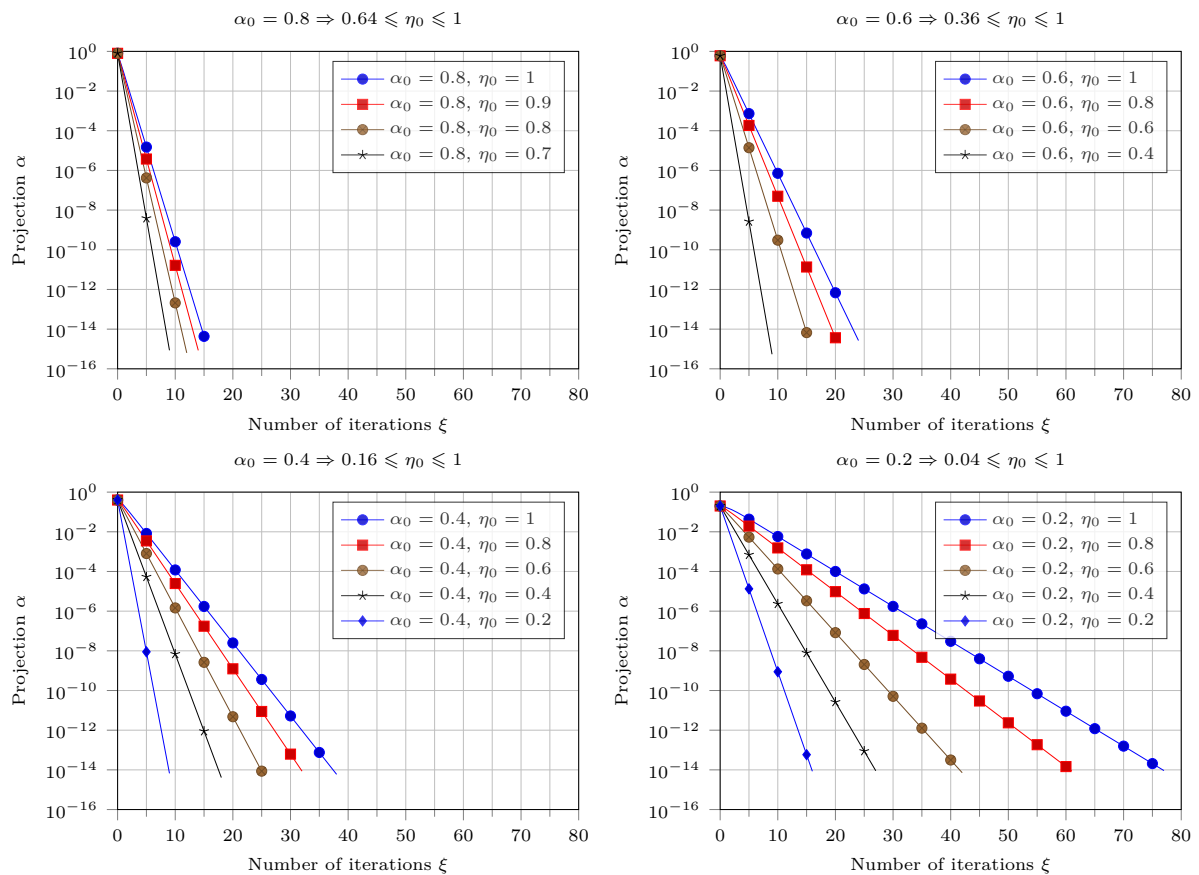 α₀ = 0.8 ⇒ 0.64 ⩽ η₀ ⩽ 1
10⁰
10⁻²
10⁻⁴
10⁻⁶
10⁻⁸
10⁻¹⁰
10⁻¹²
10⁻¹⁴
10⁻¹⁶
Projection α
α₀ = 0.8, η₀ = 1
α₀ = 0.8, η₀ = 0.9
α₀ = 0.8, η₀ = 0.8
α₀ = 0.8, η₀ = 0.7
0 10 20 30 40 50 60 70 80
Number of iterations ξ
α₀ = 0.6 ⇒ 0.36 ⩽ η₀ ⩽ 1
10⁰
10⁻²
10⁻⁴
10⁻⁶
10⁻⁸
10⁻¹⁰
10⁻¹²
10⁻¹⁴
10⁻¹⁶
Projection α
α₀ = 0.6, η₀ = 1
α₀ = 0.6, η₀ = 0.8
α₀ = 0.6, η₀ = 0.6
α₀ = 0.6, η₀ = 0.4
0 10 20 30 40 50 60 70 80
Number of iterations ξ
α₀ = 0.4 ⇒ 0.16 ⩽ η₀ ⩽ 1
10⁰
10⁻²
10⁻⁴
10⁻⁶
10⁻⁸
10⁻¹⁰
10⁻¹²
10⁻¹⁴
10⁻¹⁶
Projection α
α₀ = 0.4, η₀ = 1
α₀ = 0.4, η₀ = 0.8
α₀ = 0.4, η₀ = 0.6
α₀ = 0.4, η₀ = 0.4
α₀ = 0.4, η₀ = 0.2
0 10 20 30 40 50 60 70 80
Number of iterations ξ
α₀ = 0.2 ⇒ 0.04 ⩽ η₀ ⩽ 1
10⁰
10⁻²
10⁻⁴
10⁻⁶
10⁻⁸
10⁻¹⁰
10⁻¹²
10⁻¹⁴
10⁻¹⁶
Projection α
α₀ = 0.2, η₀ = 1
α₀ = 0.2, η₀ = 0.8
α₀ = 0.2, η₀ = 0.6
α₀ = 0.2, η₀ = 0.4
α₀ = 0.2, η₀ = 0.2
0 10 20 30 40 50 60 70 80
Number of iterations ξ